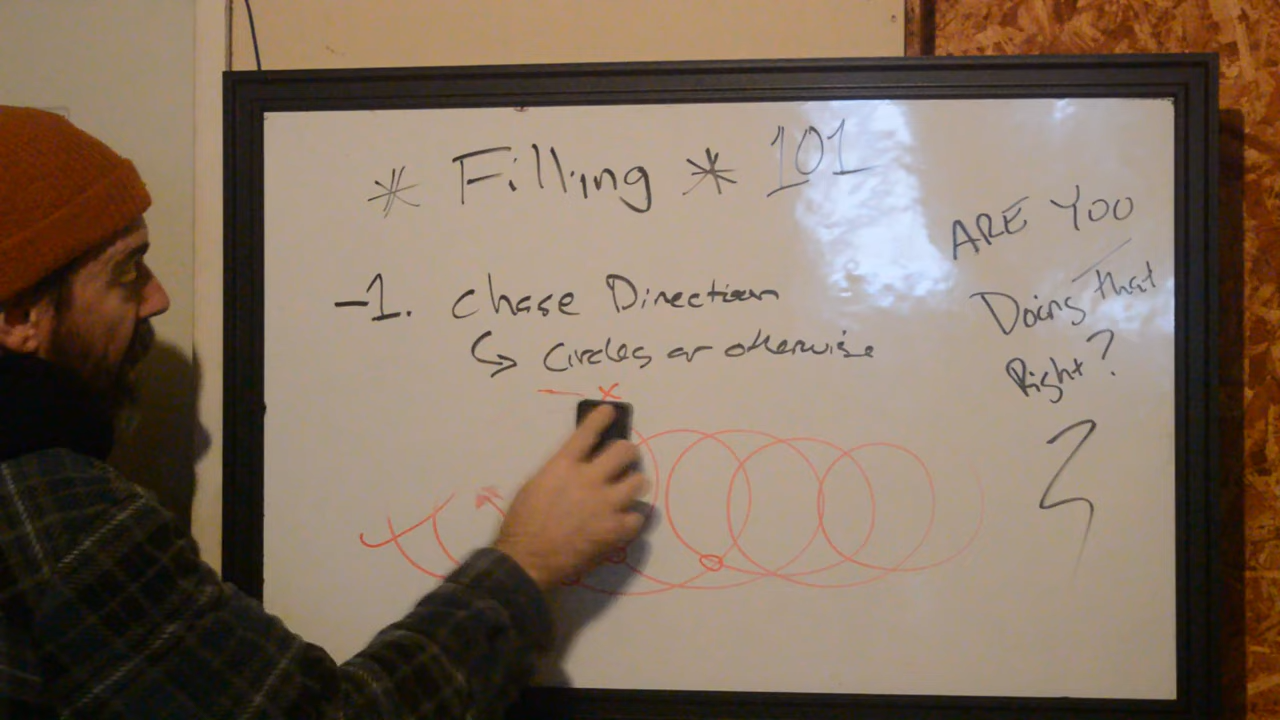 * Filling * 101
-1. Chase Direction
↳ Circles or otherwise
ARE YOU
Doing that
Right?